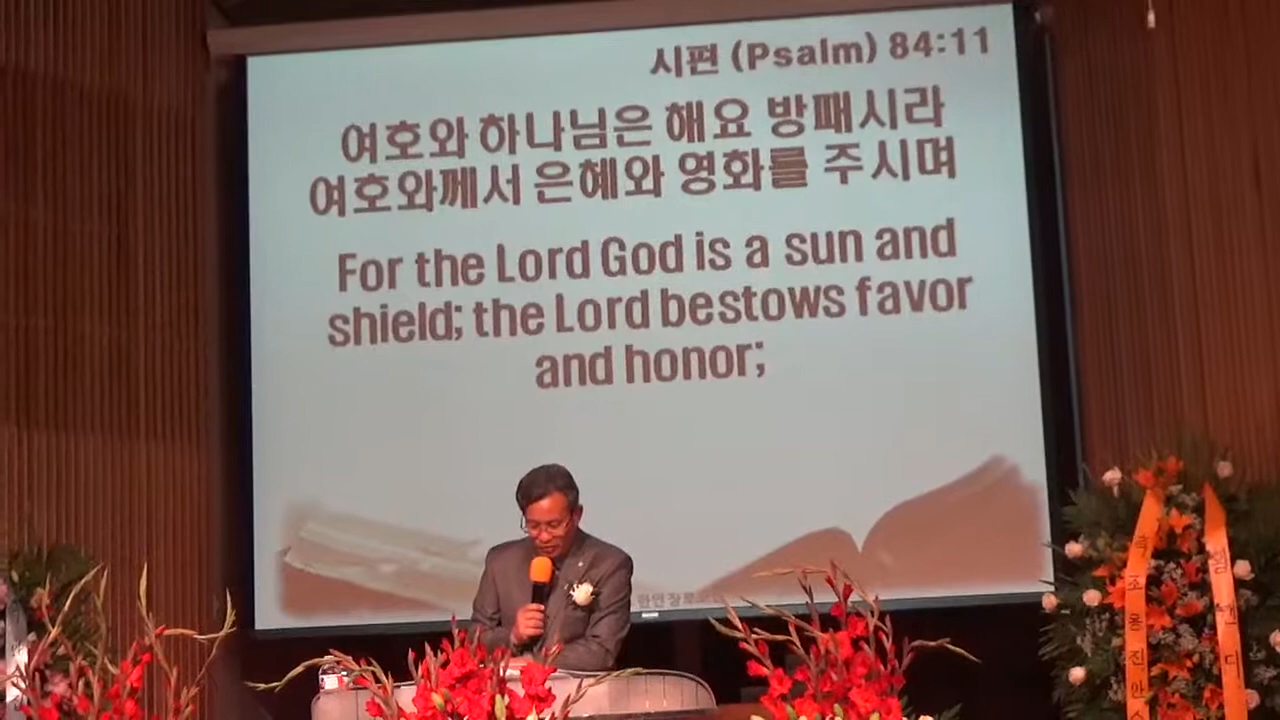 시편 (Psalm) 84:11
여호와 하나님은 해요 방패시라
여호와께서 은혜와 영화를 주시며
For the Lord God is a sun and
shield; the Lord bestows favor
and honor;